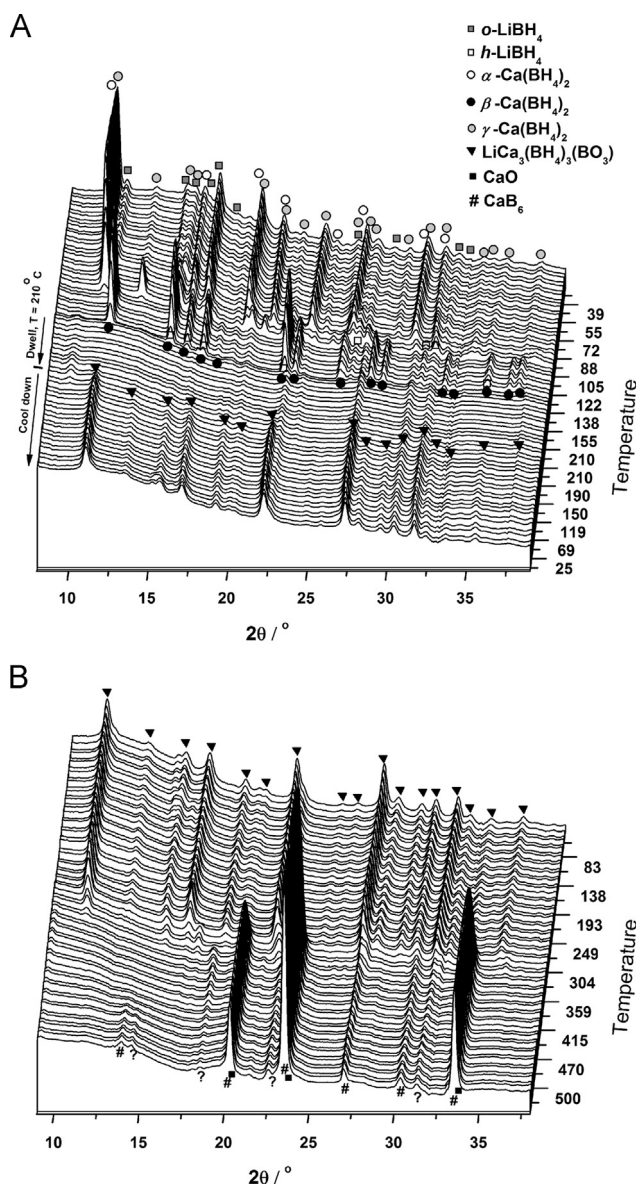 A
o-LiBH4
h-LiBH4
α-Ca(BH4)2
β-Ca(BH4)2
γ-Ca(BH4)2
LiCa3(BH4)3(BO3)
CaO
# CaB6
Dwell, T = 210 °C
Cool down
39
55
72
88
105
122
138
155
210
210
190
150
119
69
25
Temperature
10 15 20 25 30 35
2θ / °
B
83
138
193
249
304
359
415
470
500
Temperature
# ? ? # ? # # # ? #
10 15 20 25 30 35
2θ / °